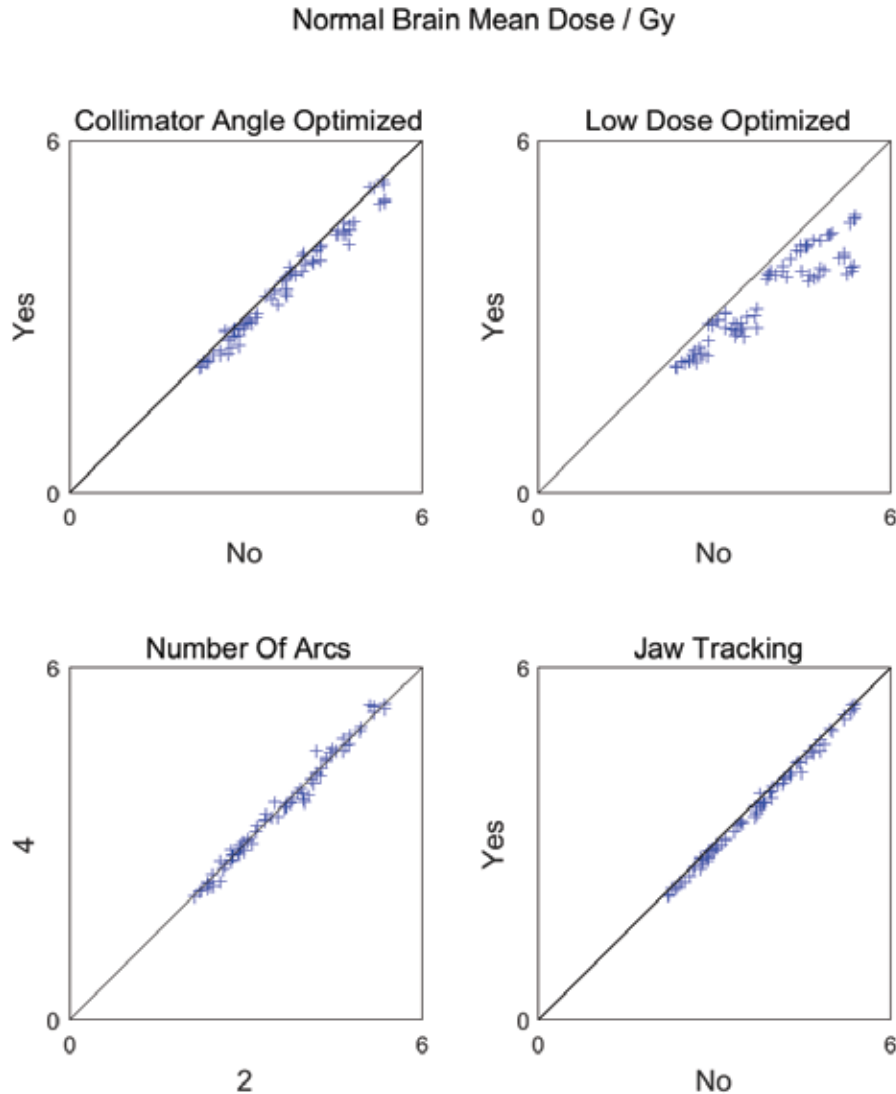 Normal Brain Mean Dose / Gy
Collimator Angle Optimized
6
Yes
0
0
6
No
Low Dose Optimized
6
Yes
0
0
6
No
Number Of Arcs
6
4
0
0
6
2
Jaw Tracking
6
Yes
0
0
6
No